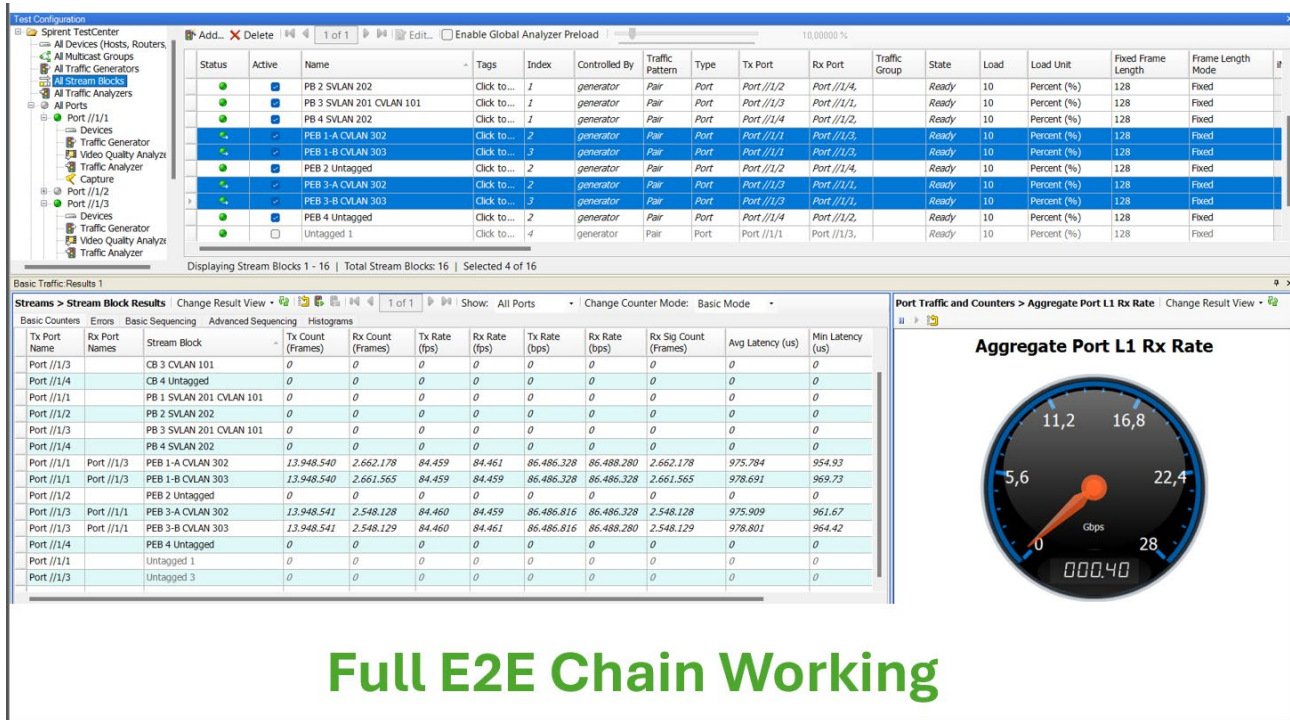 Test Configuration
Spirent TestCenter
All Devices (Hosts, Routers,
All Multicast Groups
All Traffic Generators
All Stream Blocks
All Traffic Analyzers
All Ports
Port //1/1
Devices
Traffic Generator
Video Quality Analyze
Traffic Analyzer
Capture
Port //1/2
Port //1/3
Devices
Traffic Generator
Video Quality Analyze
Traffic Analyzer
Add... Delete 1 of 1 Edit... Enable Global Analyzer Preload 10.00000 %
Status Active Name Tags Index Controlled By Traffic Pattern Type Tx Port Rx Port Traffic Group State Load Load Unit Fixed Frame Length Frame Length Mode
PB 2 SVLAN 202 Click to... 1 generator Pair Port Port //1/2 Port //1/4, Ready 10 Percent (%) 128 Fixed
PB 3 SVLAN 201 CVLAN 101 Click to... 1 generator Pair Port Port //1/3 Port //1/1, Ready 10 Percent (%) 128 Fixed
PB 4 SVLAN 202 Click to... 1 generator Pair Port Port //1/4 Port //1/2, Ready 10 Percent (%) 128 Fixed
PEB 1-A CVLAN 302 Click to... 2 generator Pair Port Port //1/1 Port //1/3, Ready 10 Percent (%) 128 Fixed
PEB 1-B CVLAN 303 Click to... 3 generator Pair Port Port //1/1 Port //1/3, Ready 10 Percent (%) 128 Fixed
PEB 2 Untagged Click to... 2 generator Pair Port Port //1/2 Port //1/4, Ready 10 Percent (%) 128 Fixed
PEB 3-A CVLAN 302 Click to... 2 generator Pair Port Port //1/3 Port //1/1, Ready 10 Percent (%) 128 Fixed
PEB 3-B CVLAN 303 Click to... 3 generator Pair Port Port //1/3 Port //1/1, Ready 10 Percent (%) 128 Fixed
PEB 4 Untagged Click to... 2 generator Pair Port Port //1/4 Port //1/2, Ready 10 Percent (%) 128 Fixed
Untagged 1 Click to... 4 generator Pair Port Port //1/1 Port //1/3, Ready 10 Percent (%) 128 Fixed
Displaying Stream Blocks 1 - 16 | Total Stream Blocks: 16 | Selected 4 of 16
Basic Traffic:Results 1
Streams > Stream Block Results Change Result View 1 of 1 Show: All Ports Change Counter Mode: Basic Mode
Basic Counters Errors Basic Sequencing Advanced Sequencing Histograms
Tx Port Name Rx Port Names Stream Block Tx Count (Frames) Rx Count (Frames) Tx Rate (fps) Rx Rate (fps) Tx Rate (bps) Rx Rate (bps) Rx Sig Count (Frames) Avg Latency (us) Min Latency (us)
Port //1/3 CB 3 CVLAN 101 0 0 0 0 0 0 0 0 0
Port //1/4 CB 4 Untagged 0 0 0 0 0 0 0 0 0
Port //1/1 PB 1 SVLAN 201 CVLAN 101 0 0 0 0 0 0 0 0 0
Port //1/2 PB 2 SVLAN 202 0 0 0 0 0 0 0 0 0
Port //1/3 PB 3 SVLAN 201 CVLAN 101 0 0 0 0 0 0 0 0 0
Port //1/4 PB 4 SVLAN 202 0 0 0 0 0 0 0 0 0
Port //1/1 Port //1/3 PEB 1-A CVLAN 302 13.948.540 2.662.178 84.459 84.461 86.486.328 86.488.280 2.662.178 975.784 954.93
Port //1/1 Port //1/3 PEB 1-B CVLAN 303 13.948.540 2.661.565 84.459 84.459 86.486.328 86.486.328 2.661.565 978.691 969.73
Port //1/2 PEB 2 Untagged 0 0 0 0 0 0 0 0 0
Port //1/3 Port //1/1 PEB 3-A CVLAN 302 13.948.541 2.548.128 84.460 84.459 86.486.816 86.486.328 2.548.128 975.909 961.67
Port //1/3 Port //1/1 PEB 3-B CVLAN 303 13.948.541 2.548.129 84.460 84.461 86.486.816 86.488.280 2.548.129 978.801 964.42
Port //1/4 PEB 4 Untagged 0 0 0 0 0 0 0 0 0
Port //1/1 Untagged 1 0 0 0 0 0 0 0 0 0
Port //1/3 Untagged 3 0 0 0 0 0 0 0 0 0
Port Traffic and Counters > Aggregate Port L1 Rx Rate Change Result View
Aggregate Port L1 Rx Rate
11,2 16,8
5,6 22,4
Gbps
0 28
000.40
Full E2E Chain Working